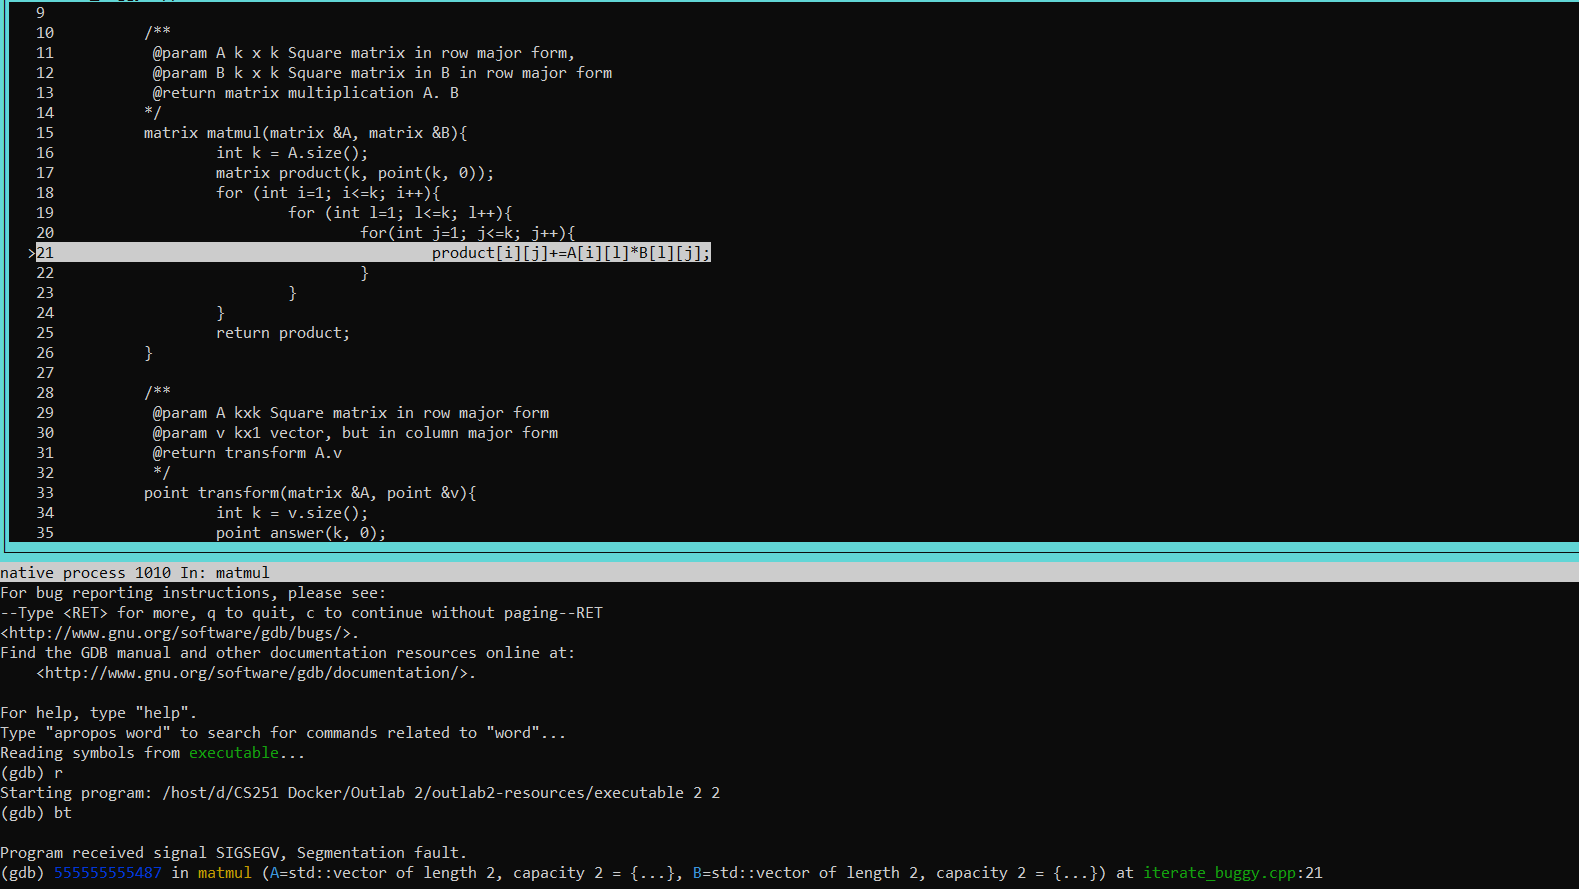 9
10 /**
11 @param A k x k Square matrix in row major form,
12 @param B k x k Square matrix in B in row major form
13 @return matrix multiplication A. B
14 */
15 matrix matmul(matrix &A, matrix &B){
16 int k = A.size();
17 matrix product(k, point(k, 0));
18 for (int i=1; i<=k; i++){
19 for (int l=1; l<=k; l++){
20 for(int j=1; j<=k; j++){
>21 product[i][j]+=A[i][l]*B[l][j];
22 }
23 }
24 }
25 return product;
26 }
27
28 /**
29 @param A kxk Square matrix in row major form
30 @param v kx1 vector, but in column major form
31 @return transform A.v
32 */
33 point transform(matrix &A, point &v){
34 int k = v.size();
35 point answer(k, 0);
native process 1010 In: matmul
For bug reporting instructions, please see:
--Type <RET> for more, q to quit, c to continue without paging--RET
<http://www.gnu.org/software/gdb/bugs/>.
Find the GDB manual and other documentation resources online at:
<http://www.gnu.org/software/gdb/documentation/>.
For help, type "help".
Type "apropos word" to search for commands related to "word"...
Reading symbols from executable...
(gdb) r
Starting program: /host/d/CS251 Docker/Outlab 2/outlab2-resources/executable 2 2
(gdb) bt
Program received signal SIGSEGV, Segmentation fault.
(gdb) 555555555487 in matmul (A=std::vector of length 2, capacity 2 = {...}, B=std::vector of length 2, capacity 2 = {...}) at iterate_buggy.cpp:21